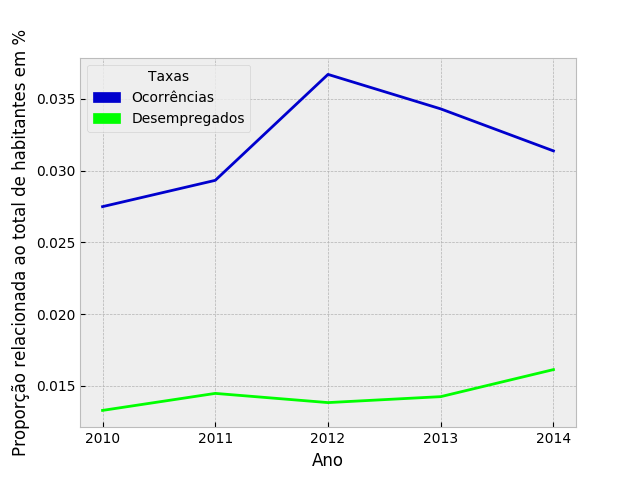 Proporção relacionada ao total de habitantes em %
Taxas
Ocorrências
Desempregados
0.035
0.030
0.025
0.020
0.015
2010 2011 2012 2013 2014
Ano